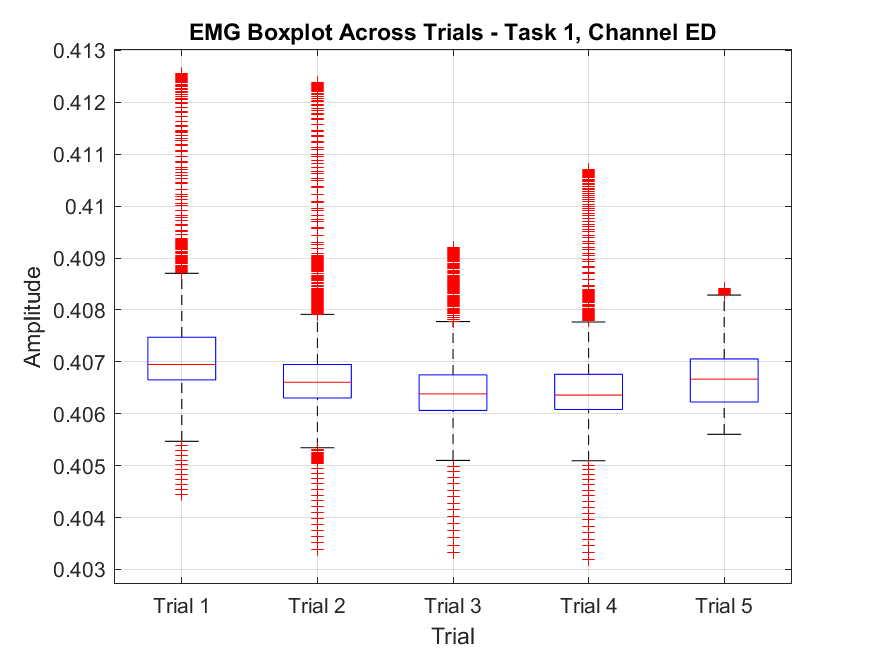 EMG Boxplot Across Trials - Task 1, Channel ED
0.413
0.412
0.411
0.41
0.409
0.408
0.407
0.406
0.405
0.404
0.403
Amplitude
Trial 1 Trial 2 Trial 3 Trial 4 Trial 5
Trial